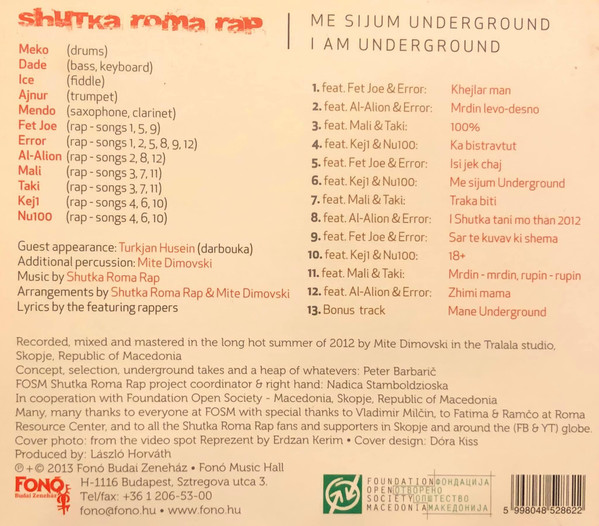 shutka roma rap
Meko (drums)
Dade (bass, keyboard)
Ice (fiddle)
Ajnur (trumpet)
Mendo (saxophone, clarinet)
Fet Joe (rap - songs 1, 5, 9)
Error (rap - songs 1, 2, 5, 8, 9, 12)
Al-Alion (rap - songs 2, 8, 12)
Mali (rap - songs 3, 7, 11)
Taki (rap - songs 3, 7, 11)
Kej1 (rap - songs 4, 6, 10)
Nu100 (rap - songs 4, 6, 10)
Guest appearance: Turkjan Husein (darbouka)
Additional percussion: Mite Dimovski
Music by Shutka Roma Rap
Arrangements by Shutka Roma Rap & Mite Dimovski
Lyrics by the featuring rappers
ME SIJUM UNDERGROUND
I AM UNDERGROUND
1. feat. Fet Joe & Error: Khejlar man
2. feat. Al-Alion & Error: Mrdin levo-desno
3. feat. Mali & Taki: 100%
4. feat. Kej1 & Nu100: Ka bistravtut
5. feat. Fet Joe & Error: Isi jek chaj
6. feat. Kej1 & Nu100: Me sijum Underground
7. feat. Mali & Taki: Traka biti
8. feat. Al-Alion & Error: I Shutka tani mo than 2012
9. feat. Fet Joe & Error: Sar te kuvav ki shema
10. feat. Kej1 & Nu100: 18+
11. feat. Mali & Taki: Mrdin - mrdin, rupin - rupin
12. feat. Al-Alion & Error: Zhimi mama
13. Bonus track Mane Underground
Recorded, mixed and mastered in the long hot summer of 2012 by Mite Dimovski in the Tralala studio,
Skopje, Republic of Macedonia
Concept, selection, underground takes and a heap of whatevers: Peter Barbarič
FOSM Shutka Roma Rap project coordinator & right hand: Nadica Stamboldzioska
In cooperation with Foundation Open Society - Macedonia, Skopje, Republic of Macedonia
Many, many thanks to everyone at FOSM with special thanks to Vladimir Milčin, to Fatima & Ramčo at Roma
Resource Center, and to all the Shutka Roma Rap fans and supporters in Skopje and around the (FB & YT) globe.
Cover photo: from the video spot Reprezent by Erdzan Kerim • Cover design: Dóra Kiss
Produced by: László Horváth
℗ + © 2013 Fonó Budai Zeneház • Fonó Music Hall
H-1116 Budapest, Sztregova utca 3.
Tel/fax: +36 1 206-53-00
fono@fono.hu • www.fono.hu
FONÓ
Budai Zeneház
FOUNDATION ФОНДАЦИЈА
OPEN ОТВОРЕНО
SOCIETY ОПШТЕСТВО
MACEDONIA МАКЕДОНИЈА
5 998048 528622